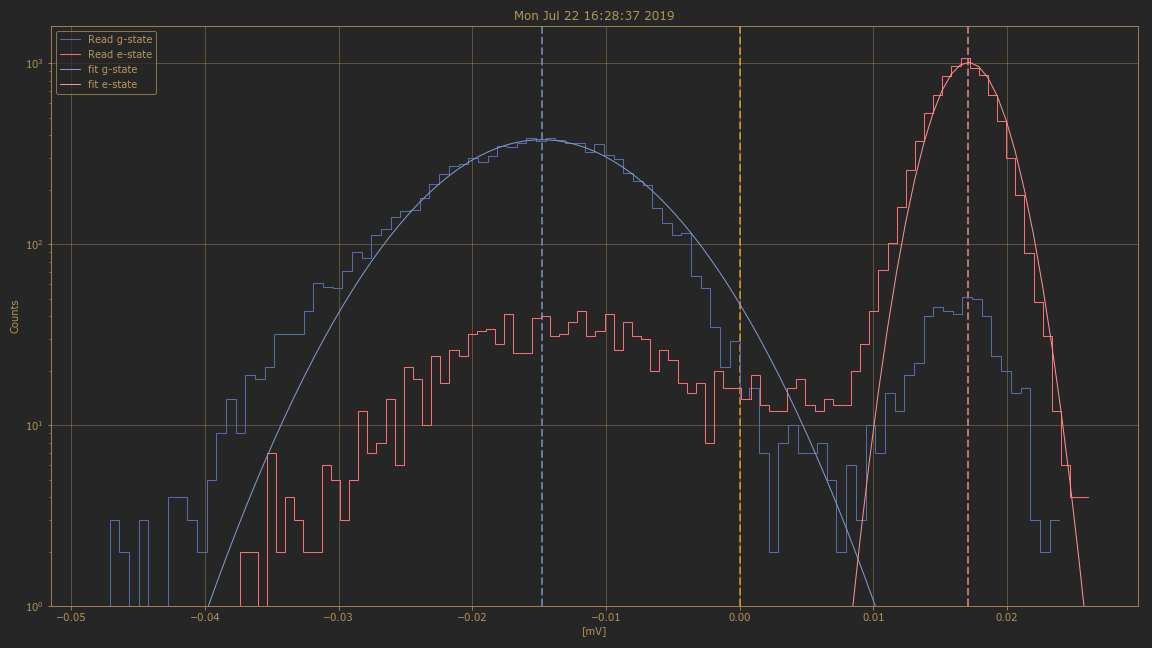 Mon Jul 22 16:28:37 2019
Read g-state
Read e-state
fit g-state
fit e-state
10³
10²
10¹
10⁰
Counts
−0.05 −0.04 −0.03 −0.02 −0.01 0.00 0.01 0.02
[mV]